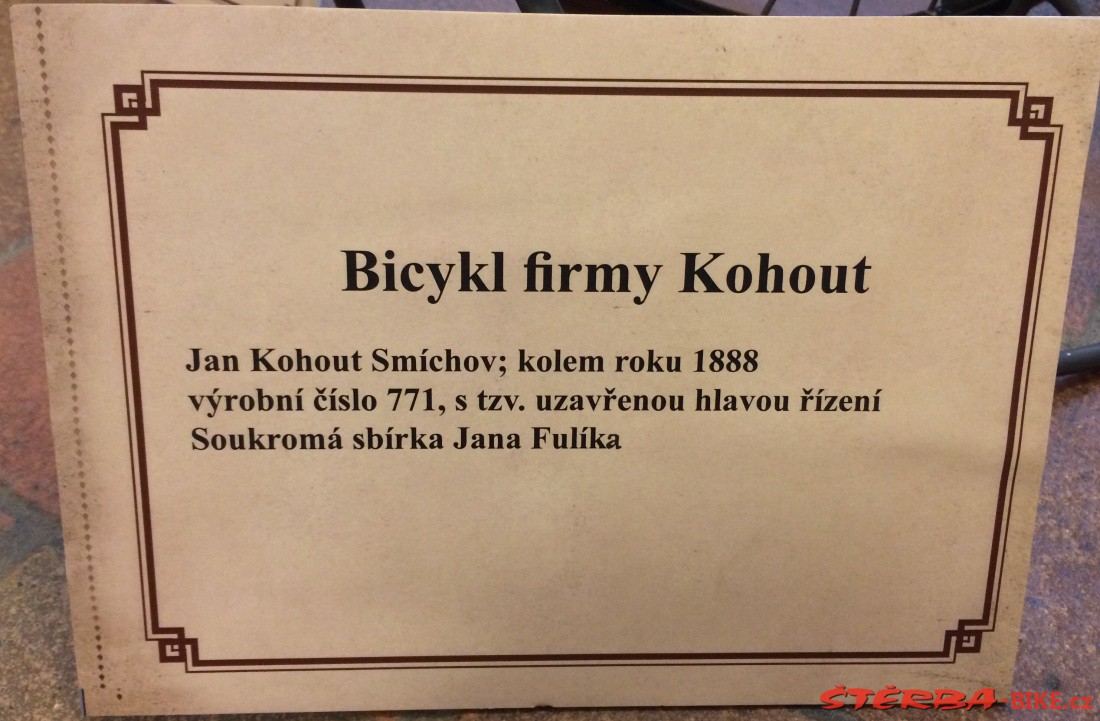 Bicykl firmy Kohout
Jan Kohout Smíchov; kolem roku 1888
výrobní číslo 771, s tzv. uzavřenou hlavou řízení
Soukromá sbírka Jana Fulíka
ŠTĚRBA-BIKE.cz